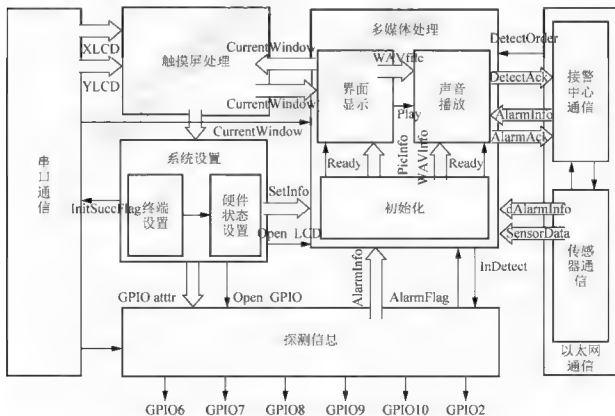 多媒体处理
触摸屏处理
XLCD
YLCD
CurrentWindow
CurrentWindow
CurrentWindow
WAVfile
界面
显示
声音
播放
Play
DetectOrder
DetectAck
AlarmInfo
AlarmAck
接警
中心
通信
串口
通信
系统设置
终端
设置
硬件
状态
设置
InitSuccFlag
SetInfo
Open LCD
Ready
PicInfo
WAVInfo
Ready
初始化
cAlarmInfo
SensorData
传感
器通
信
以太网
通信
GPIO attr
Open GPIO
AlarmInfo
AlarmFlag
InDetect
探测信息
GPIO6
GPIO7
GPIO8
GPIO9
GPIO10
GPIO2